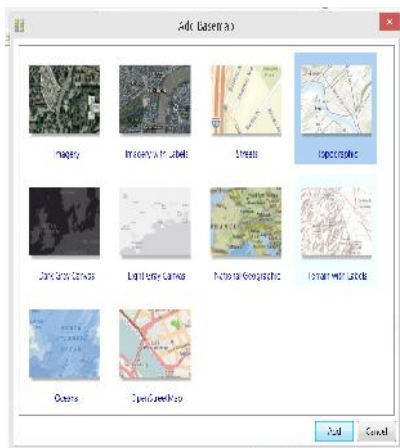 Add Basemap
Imagery
Imagery with Labels
Streets
Topographic
Dark Gray Canvas
Light Gray Canvas
National Geographic
Terrain with Labels
Oceans
OpenStreetMap
Add
Cancel